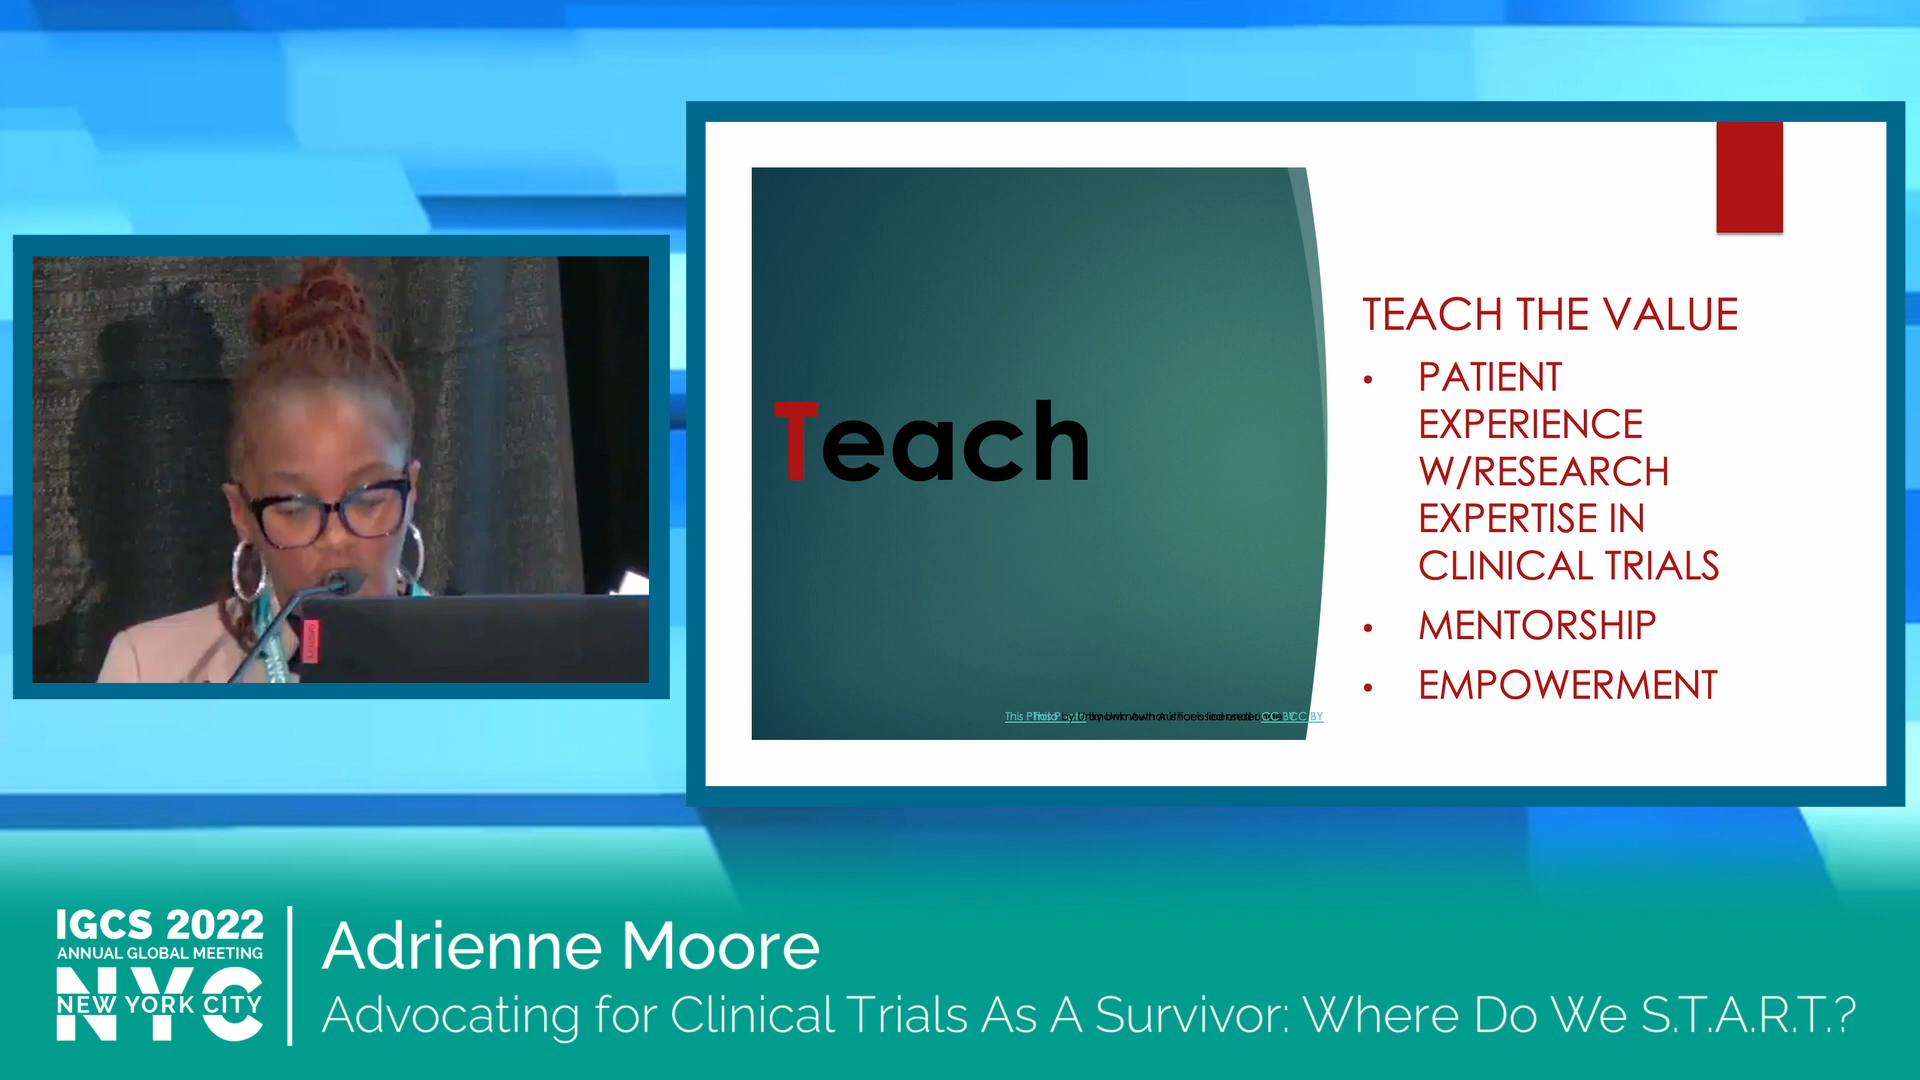 Teach
TEACH THE VALUE
• PATIENT
EXPERIENCE
W/RESEARCH
EXPERTISE IN
CLINICAL TRIALS
• MENTORSHIP
• EMPOWERMENT
IGCS 2022
ANNUAL GLOBAL MEETING
NYC
NEW YORK CITY
Adrienne Moore
Advocating for Clinical Trials As A Survivor: Where Do We S.T.A.R.T.?